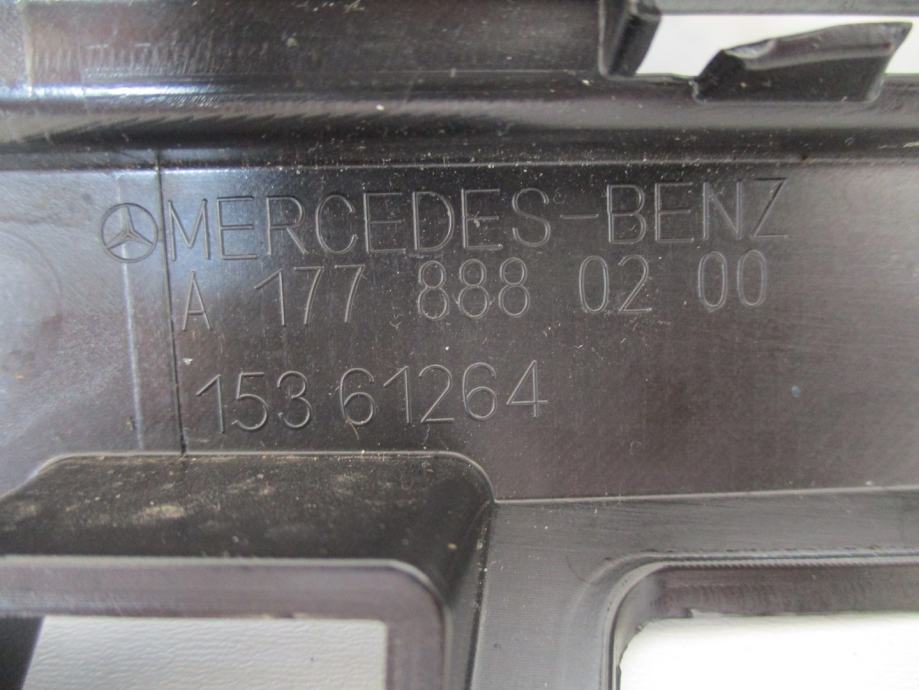 MERCEDES-BENZ
A 177 888 02 00
153 61264